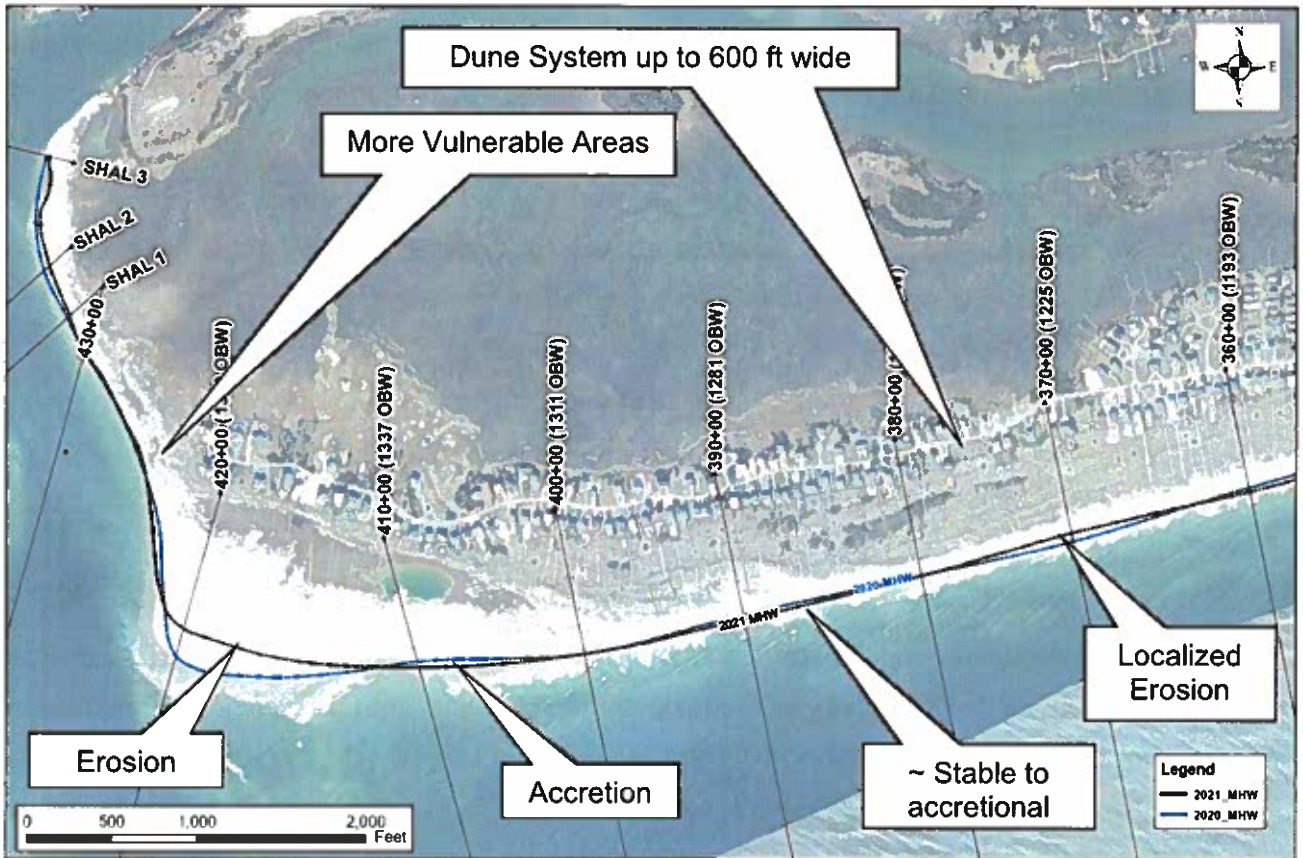 Dune System up to 600 ft wide
More Vulnerable Areas
W E
SHAL 3
SHAL 2
SHAL 1
430+00
420+00 OBW)
410+00 (1337 OBW)
400+00 (1311 OBW)
390+00 (1281 OBW)
380+00
370+00 (1225 OBW)
360+00 (1193 OBW)
2021 MHW
2020 MHW
Localized
Erosion
Erosion
Accretion
~ Stable to
accretional
Legend
2021_MHW
2020_MHW
0 500 1,000 2,000
Feet